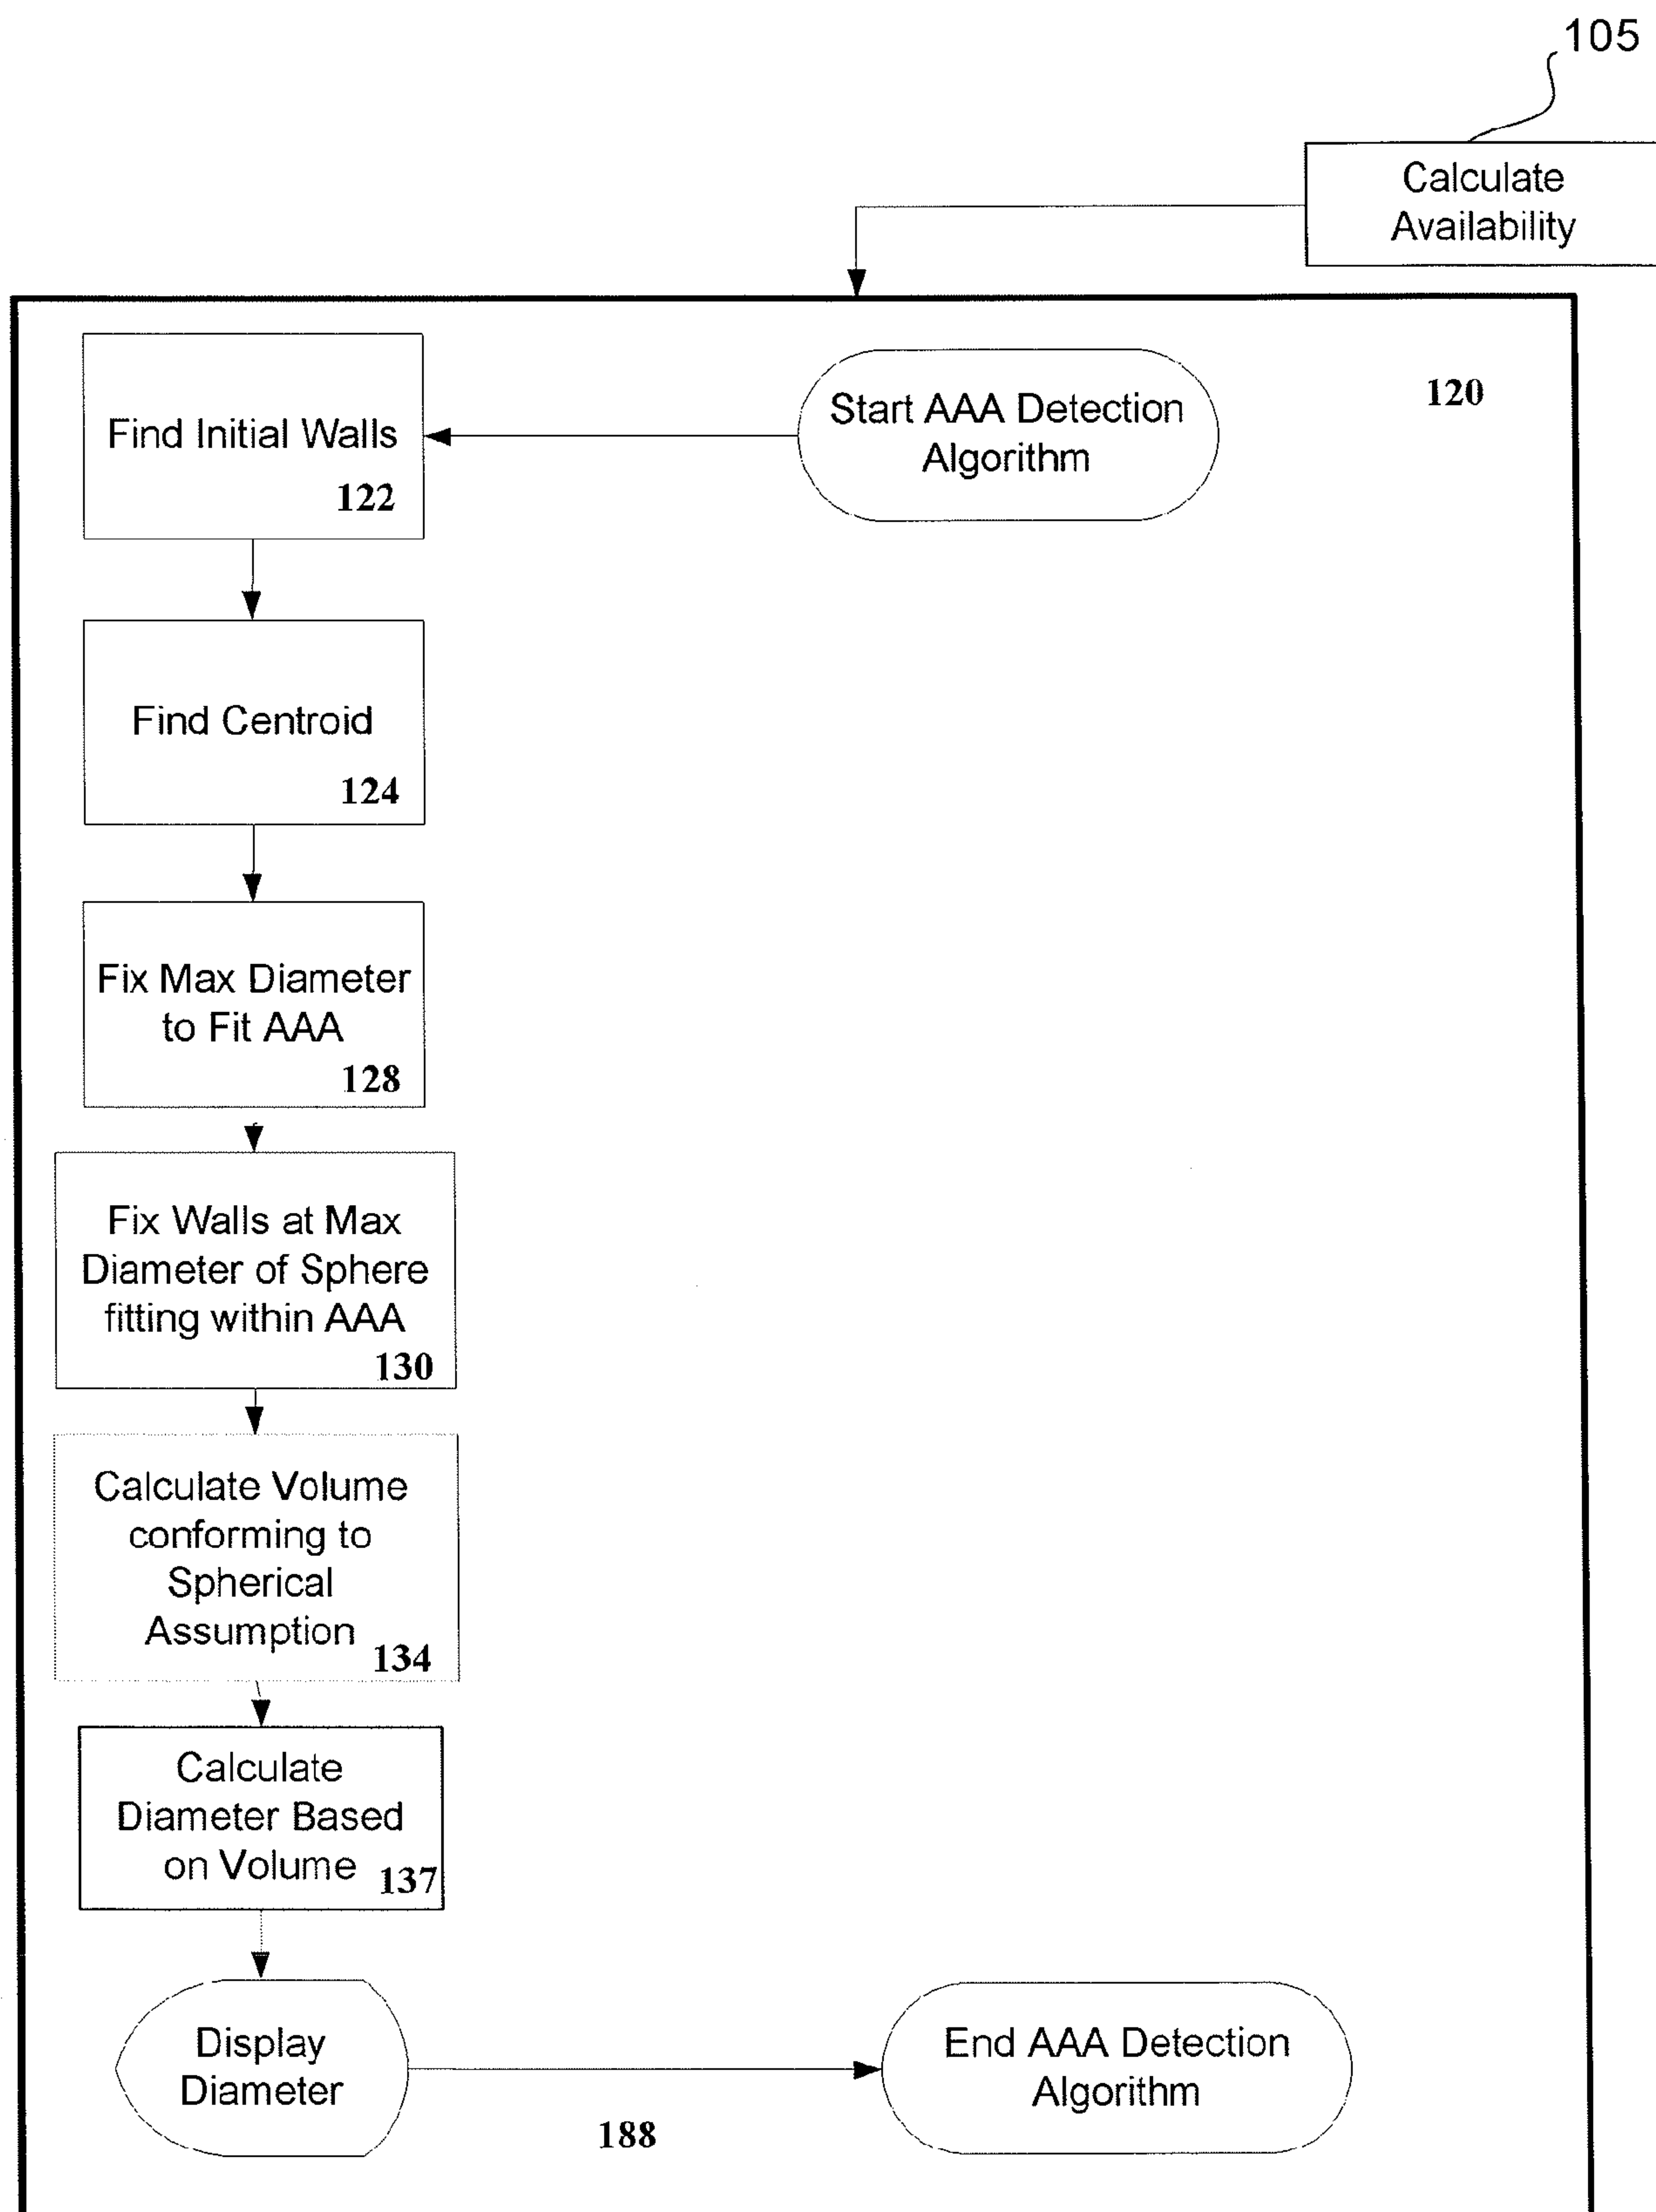 105
Calculate
Availability
120
Start AAA Detection
Algorithm
Find Initial Walls
122
Find Centroid
124
Fix Max Diameter
to Fit AAA
128
Fix Walls at Max
Diameter of Sphere
fitting within AAA
130
Calculate Volume
conforming to
Spherical
Assumption
134
Calculate
Diameter Based
on Volume
137
Display
Diameter
188
End AAA Detection
Algorithm